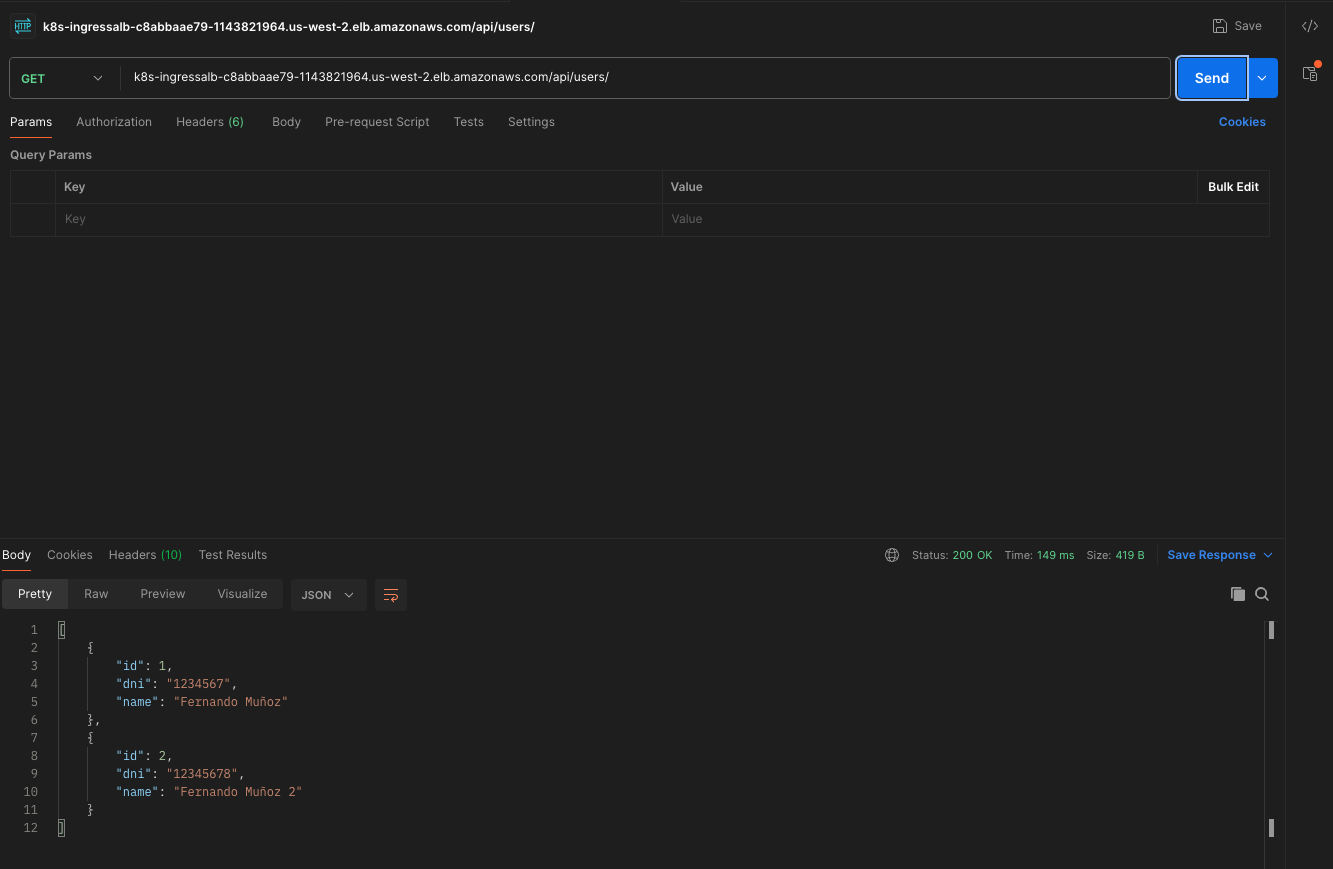 HTTP k8s-ingressalb-c8abbaae79-1143821964.us-west-2.elb.amazonaws.com/api/users/ Save </>
GET k8s-ingressalb-c8abbaae79-1143821964.us-west-2.elb.amazonaws.com/api/users/ Send
Params Authorization Headers (6) Body Pre-request Script Tests Settings Cookies
Query Params
Key Value Bulk Edit
Key Value
Body Cookies Headers (10) Test Results Status: 200 OK Time: 149 ms Size: 419 B Save Response
Pretty Raw Preview Visualize JSON
1 [
2 {
3 "id": 1,
4 "dni": "1234567",
5 "name": "Fernando Muñoz"
6 },
7 {
8 "id": 2,
9 "dni": "12345678",
10 "name": "Fernando Muñoz 2"
11 }
12 ]